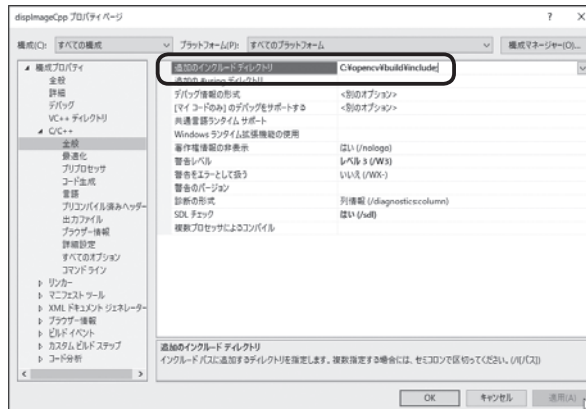 dispImageCpp プロパティ ページ ? ×
構成(C): すべての構成 プラットフォーム(P): すべてのプラットフォーム 構成マネージャー(O)...
構成プロパティ
全般
詳細
デバッグ
VC++ ディレクトリ
C/C++
全般
最適化
プリプロセッサ
コード生成
言語
プリコンパイル済みヘッダー
出力ファイル
ブラウザー情報
詳細設定
すべてのオプション
コマンド ライン
リンカー
マニフェスト ツール
XML ドキュメント ジェネレーター
ブラウザー情報
ビルド イベント
カスタム ビルド ステップ
コード分析
追加のインクルード ディレクトリ C:¥opencv¥build¥include;
追加の #using ディレクトリ
デバッグ情報の形式 <別のオプション>
[マイ コードのみ] のデバッグをサポートする <別のオプション>
共通言語ランタイム サポート
Windows ランタイム拡張機能の使用
著作権情報の非表示 はい (/nologo)
警告レベル レベル 3 (/W3)
警告をエラーとして扱う いいえ (/WX-)
警告のバージョン
診断の形式 列情報 (/diagnostics:column)
SDL チェック はい (/sdl)
複数プロセッサによるコンパイル
追加のインクルード ディレクトリ
インクルード パスに追加するディレクトリを指定します。複数指定する場合には、セミコロンで区切ってください。(/I[パス])
OK キャンセル 適用(A)